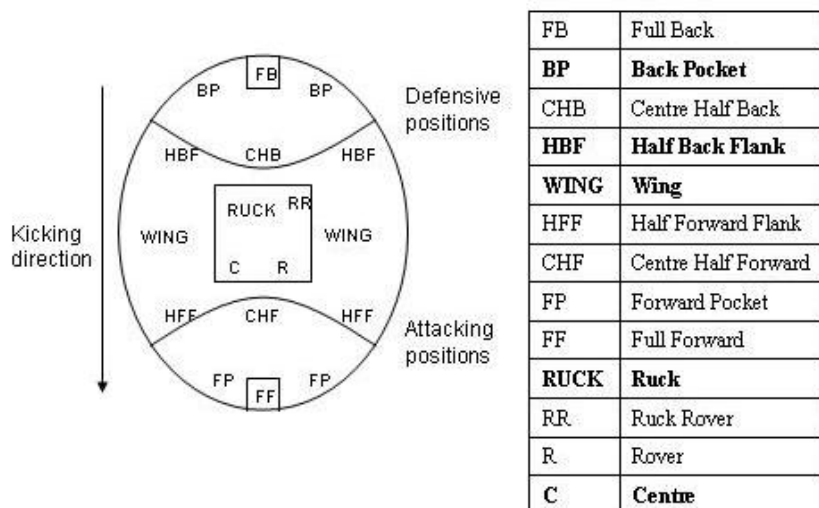 FB
BP BP
Defensive
positions
HBF CHB HBF
RUCK RR
WING WING
Kicking
direction
C R
HFF CHF HFF
Attacking
positions
FP FF FP
FB Full Back
BP Back Pocket
CHB Centre Half Back
HBF Half Back Flank
WING Wing
HFF Half Forward Flank
CHF Centre Half Forward
FP Forward Pocket
FF Full Forward
RUCK Ruck
RR Ruck Rover
R Rover
C Centre